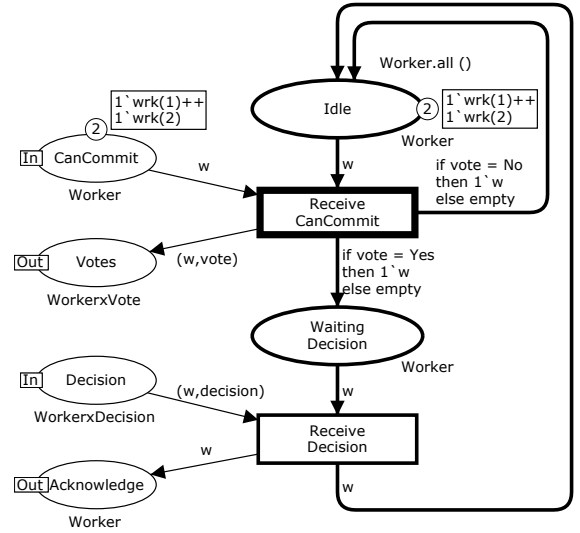 Worker.all ()
1`wrk(1)++
1`wrk(2)
2
Idle
2
1`wrk(1)++
1`wrk(2)
Worker
In
CanCommit
Worker
w
w
if vote = No
then 1`w
else empty
Receive
CanCommit
Out
Votes
(w,vote)
WorkerxVote
if vote = Yes
then 1`w
else empty
Waiting
Decision
Worker
In
Decision
(w,decision)
WorkerxDecision
w
Receive
Decision
w
Out
Acknowledge
Worker
w